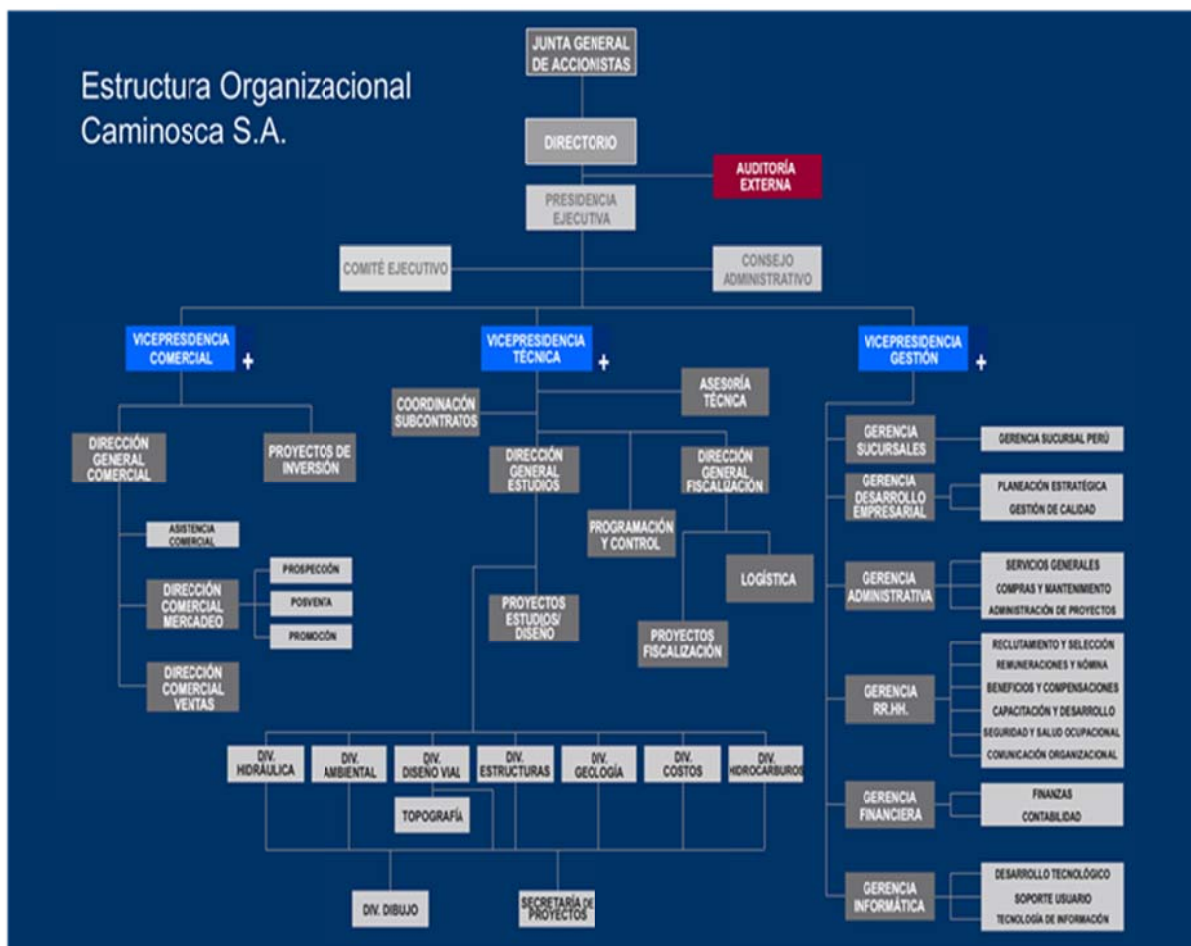 Estructura Organizacional
Caminosca S.A.
JUNTA GENERAL
DE ACCIONISTAS
DIRECTORIO
AUDITORÍA
EXTERNA
PRESIDENCIA
EJECUTIVA
COMITÉ EJECUTIVO
CONSEJO
ADMINISTRATIVO
VICEPRESIDENCIA
COMERCIAL
+
VICEPRESIDENCIA
TÉCNICA
+
VICEPRESIDENCIA
GESTIÓN
+
DIRECCIÓN
GENERAL
COMERCIAL
PROYECTOS DE
INVERSIÓN
ASISTENCIA
COMERCIAL
DIRECCIÓN
COMERCIAL
MERCADEO
PROSPECCIÓN
POSVENTA
PROMOCÓN
DIRECCIÓN
COMERCIAL
VENTAS
COORDINACIÓN
SUBCONTRATOS
ASESORÍA
TÉCNICA
DIRECCIÓN
GENERAL
ESTUDIOS
DIRECCIÓN
GENERAL
FISCALIZACIÓN
PROGRAMACIÓN
Y CONTROL
LOGÍSTICA
PROYECTOS
ESTUDIOS/
DISEÑO
PROYECTOS
FISCALIZACIÓN
DIV.
HIDRÁULICA
DIV.
AMBIENTAL
DIV.
DISEÑO VIAL
DIV.
ESTRUCTURAS
DIV.
GEOLOGÍA
DIV.
COSTOS
DIV.
HIDROCARBUROS
TOPOGRAFÍA
DIV. DIBUJO
SECRETARÍA DE
PROYECTOS
GERENCIA
SUCURSALES
GERENCIA SUCURSAL PERÚ
GERENCIA
DESARROLLO
EMPRESARIAL
PLANEACIÓN ESTRATÉGICA
GESTIÓN DE CALIDAD
GERENCIA
ADMINISTRATIVA
SERVICIOS GENERALES
COMPRAS Y MANTENIMIENTO
ADMINISTRACIÓN DE PROYECTOS
GERENCIA
RR.HH.
RECLUTAMIENTO Y SELECCIÓN
REMUNERACIONES Y NÓMINA
BENEFICIOS Y COMPENSACIONES
CAPACITACIÓN Y DESARROLLO
SEGURIDAD Y SALUD OCUPACIONAL
COMUNICACIÓN ORGANIZACIONAL
GERENCIA
FINANCIERA
FINANZAS
CONTABILIDAD
GERENCIA
INFORMÁTICA
DESARROLLO TECNOLÓGICO
SOPORTE USUARIO
TECNOLOGÍA DE INFORMACIÓN